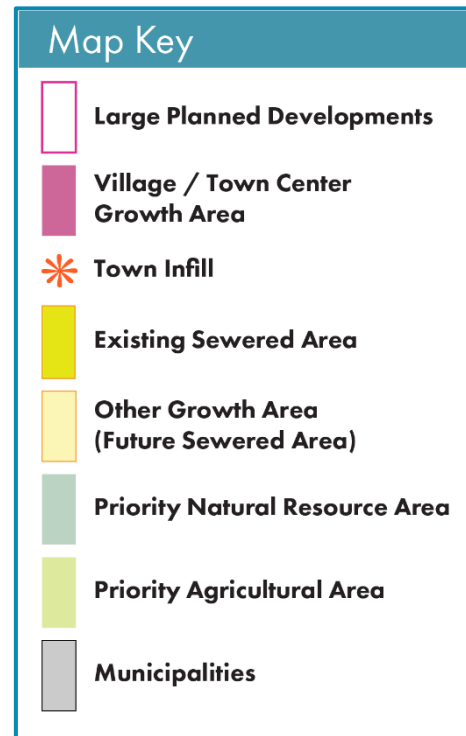 Map Key
Large Planned Developments
Village / Town Center
Growth Area
Town Infill
Existing Sewered Area
Other Growth Area
(Future Sewered Area)
Priority Natural Resource Area
Priority Agricultural Area
Municipalities